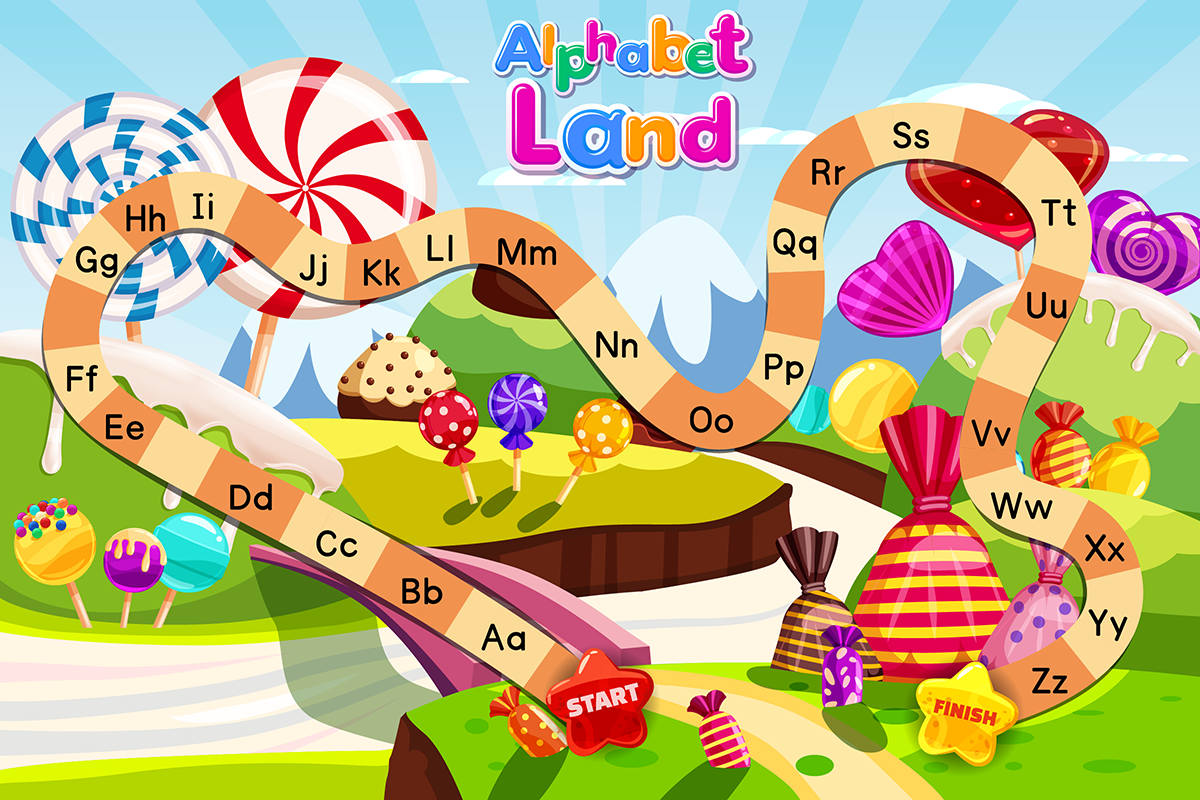 Alphabet
Land
START
Aa
Bb
Cc
Dd
Ee
Ff
Gg
Hh
Ii
Jj
Kk
Ll
Mm
Nn
Oo
Pp
Qq
Rr
Ss
Tt
Uu
Vv
Ww
Xx
Yy
Zz
FINISH